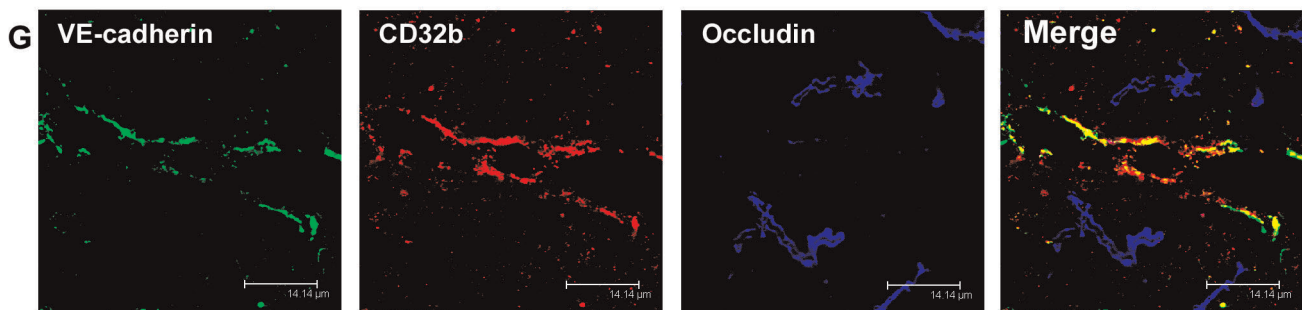 G
VE-cadherin
CD32b
Occludin
Merge
14.14 µm
14.14 µm
14.14 µm
14.14 µm